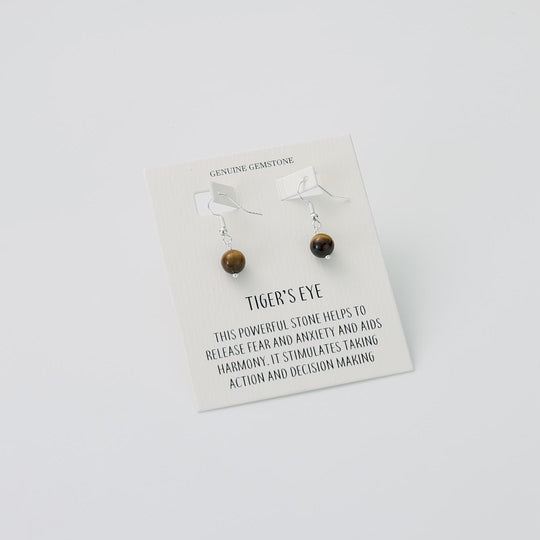 GENUINE GEMSTONE
TIGER'S EYE
THIS POWERFUL STONE HELPS TO
RELEASE FEAR AND ANXIETY AND AIDS
HARMONY. IT STIMULATES TAKING
ACTION AND DECISION MAKING